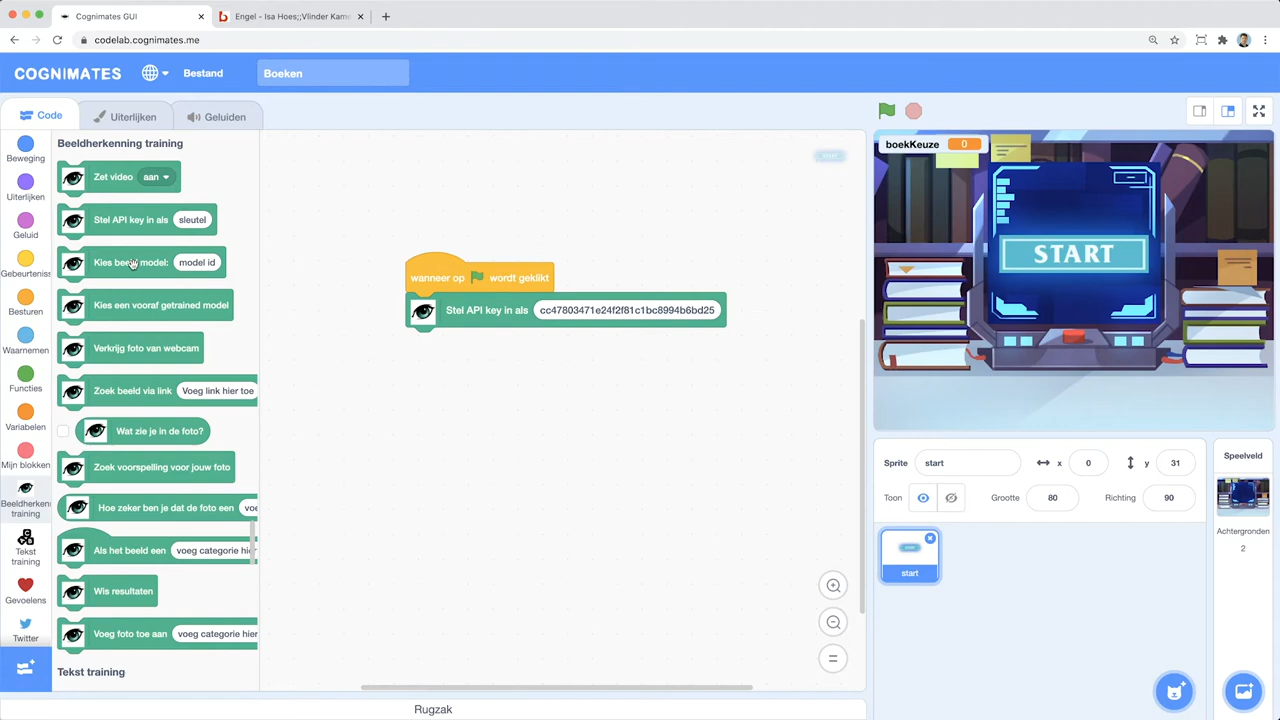 Cognimates GUI
Engel - Isa Hoes;;Vlinder Kame
codelab.cognimates.me
COGNIMATES
Bestand
Boeken
Code
Uiterlijken
Geluiden
Beweging
Uiterlijken
Geluid
Gebeurteniss
Besturen
Waarnemen
Functies
Variabelen
Mijn blokken
Beeldherkenn
training
Tekst
training
Gevoelens
Twitter
Beeldherkenning training
Zet video aan
Stel API key in als sleutel
Kies beeldmodel: model id
Kies een vooraf getrained model
Verkrijg foto van webcam
Zoek beeld via link Voeg link hier toe
Wat zie je in de foto?
Zoek voorspelling voor jouw foto
Hoe zeker ben je dat de foto een voe
Als het beeld een voeg categorie hier
Wis resultaten
Voeg foto toe aan voeg categorie hier
Tekst training
START
wanneer op wordt geklikt
Stel API key in als cc47803471e24f2f81c1bc8994b6bd25
Rugzak
boekKeuze 0
START
Sprite start x 0 y 31
Toon Grootte 80 Richting 90
start
Speelveld
Achtergronden
2